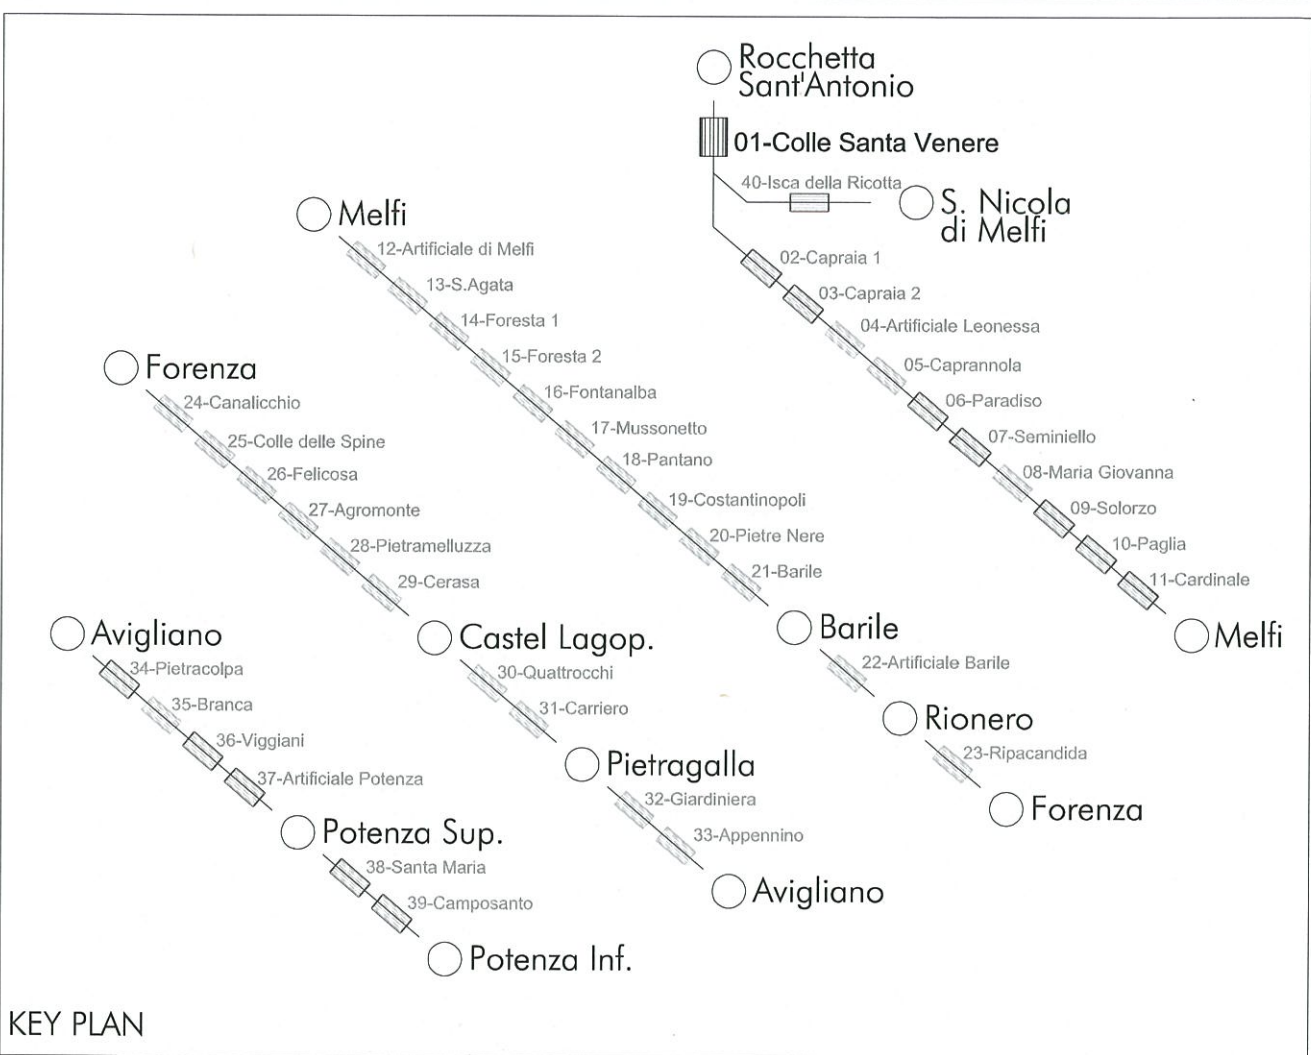 Rocchetta
Sant'Antonio
01-Colle Santa Venere
40-Isca della Ricotta
S. Nicola
di Melfi
02-Capraia 1
03-Capraia 2
04-Artificiale Leonessa
05-Caprannola
06-Paradiso
07-Seminiello
08-Maria Giovanna
09-Solorzo
10-Paglia
11-Cardinale
Melfi
Melfi
12-Artificiale di Melfi
13-S.Agata
14-Foresta 1
15-Foresta 2
16-Fontanalba
17-Mussonetto
18-Pantano
19-Costantinopoli
20-Pietre Nere
21-Barile
Barile
22-Artificiale Barile
Rionero
23-Ripacandida
Forenza
Forenza
24-Canalicchio
25-Colle delle Spine
26-Felicosa
27-Agromonte
28-Pietramelluzza
29-Cerasa
Castel Lagop.
30-Quattrocchi
31-Carriero
Pietragalla
32-Giardiniera
33-Appennino
Avigliano
Avigliano
34-Pietracolpa
35-Branca
36-Viggiani
37-Artificiale Potenza
Potenza Sup.
38-Santa Maria
39-Camposanto
Potenza Inf.
KEY PLAN